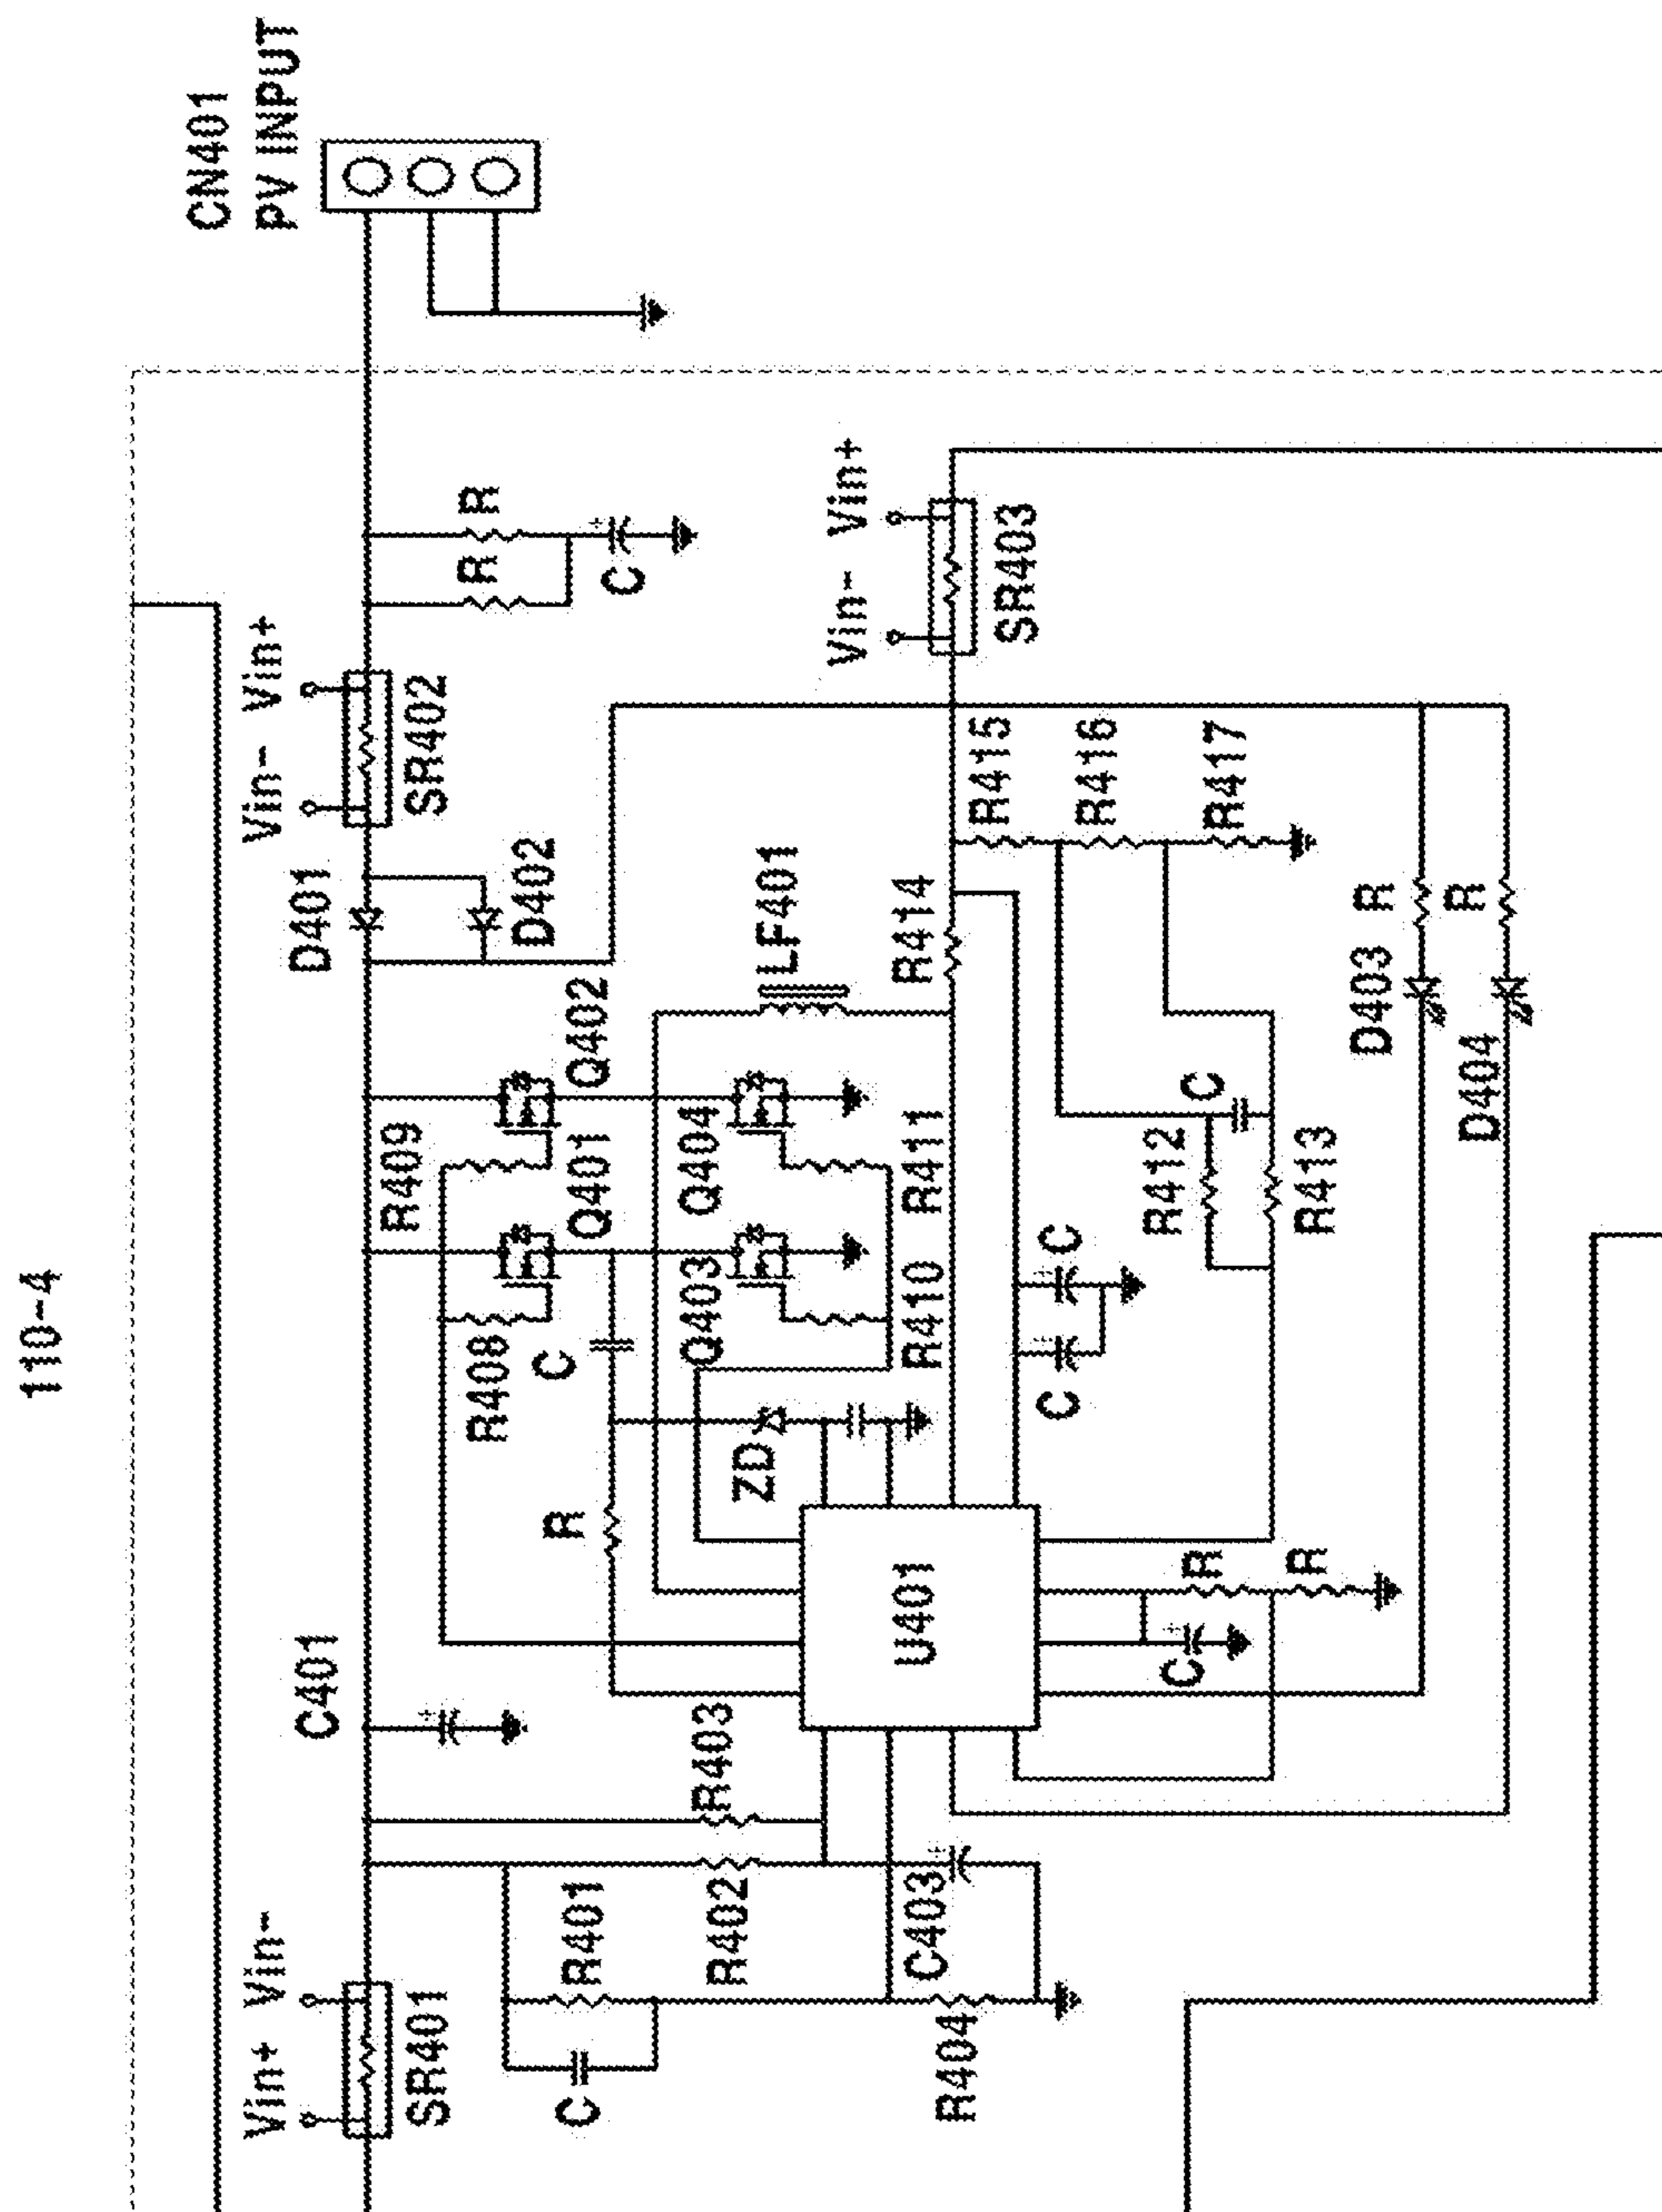 110-4
CN401
PV INPUT
Vin+ Vin-
SR401
C401
D401
D402
Vin- Vin+
SR402
R
R
C
R401
C
R402
R403
C403
R404
R408
R409
Q401
Q402
C
R
ZD
Q403
Q404
R410
R411
LF401
U401
R414
Vin- Vin+
SR403
R415
R416
R417
C
C
R412
C
R413
R
R
C
D403
R
D404
R